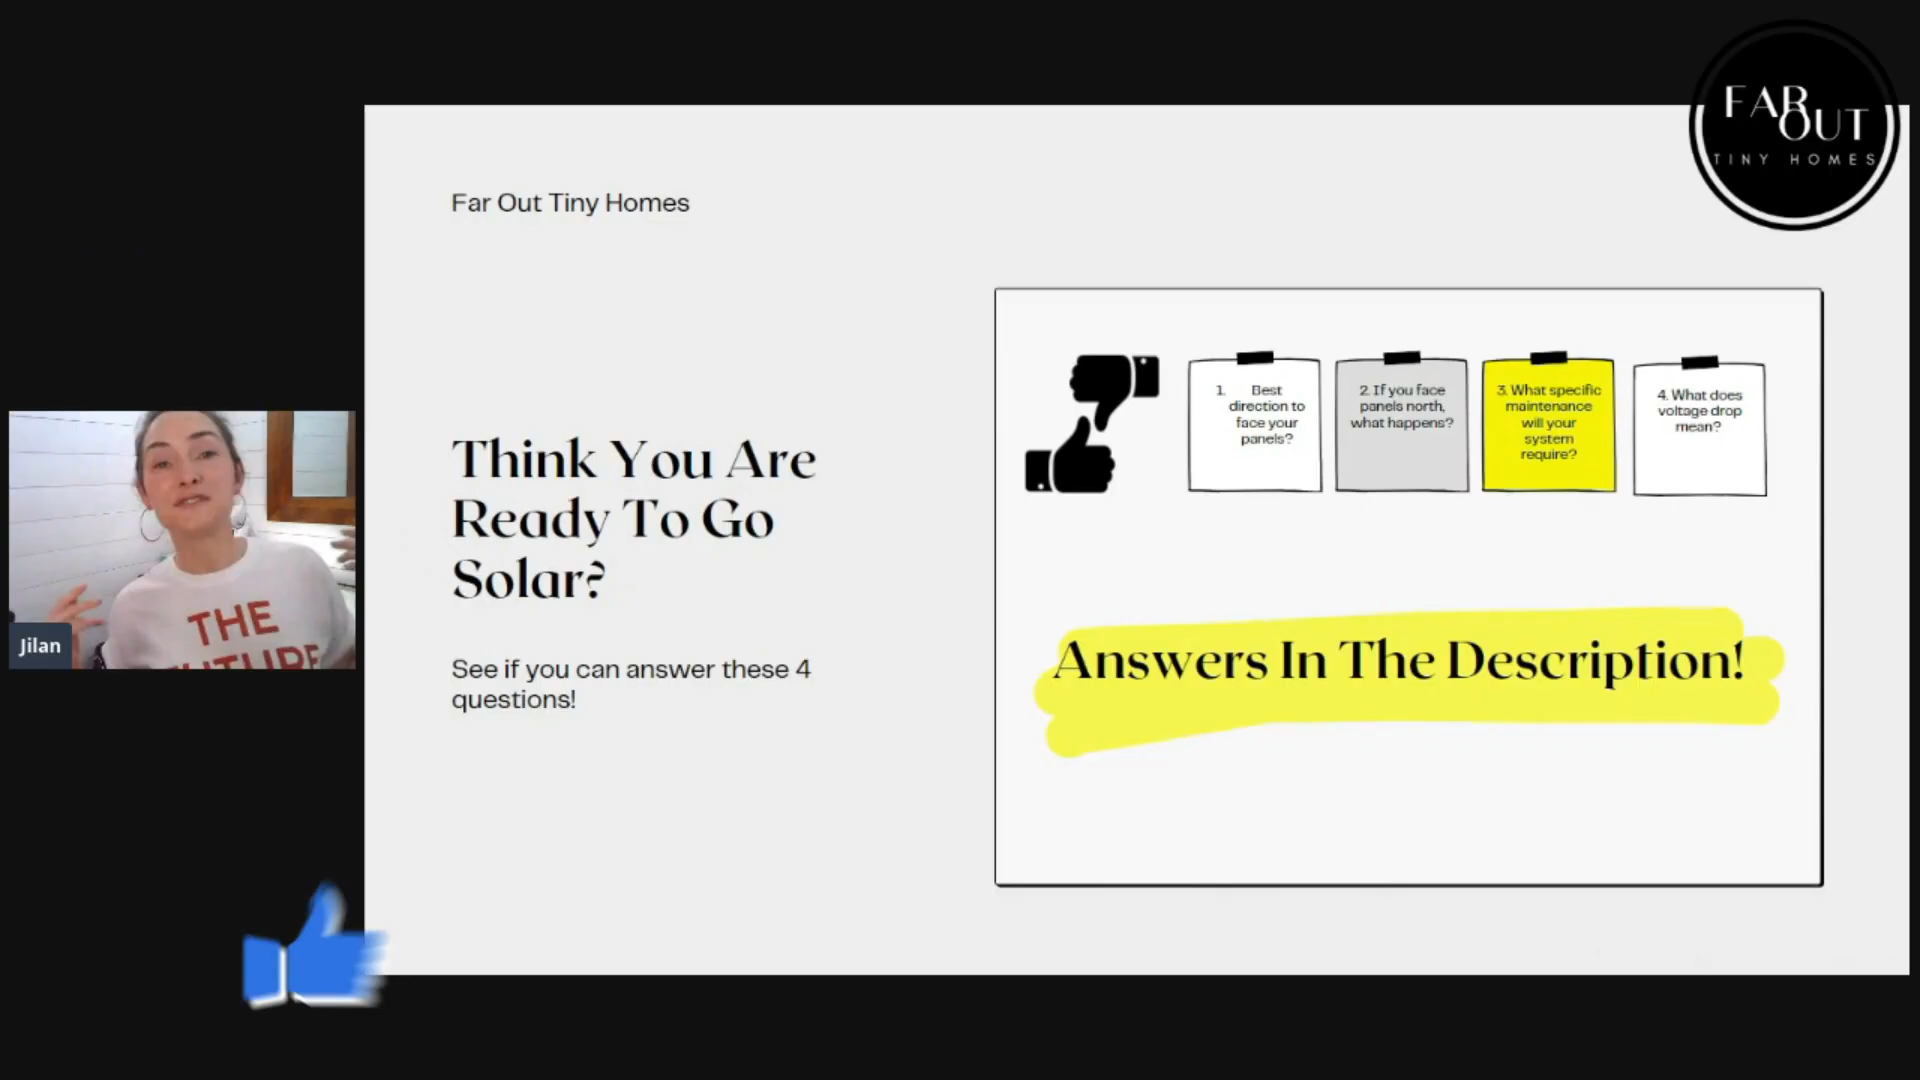 FAR
OUT
TINY HOMES
Far Out Tiny Homes
Think You Are
Ready To Go
Solar?
See if you can answer these 4
questions!
1. Best
direction to
face your
panels?
2. If you face
panels north,
what happens?
3. What specific
maintenance
will your
system
require?
4. What does
voltage drop
mean?
Answers In The Description!
THE
FUTURE
Jilan